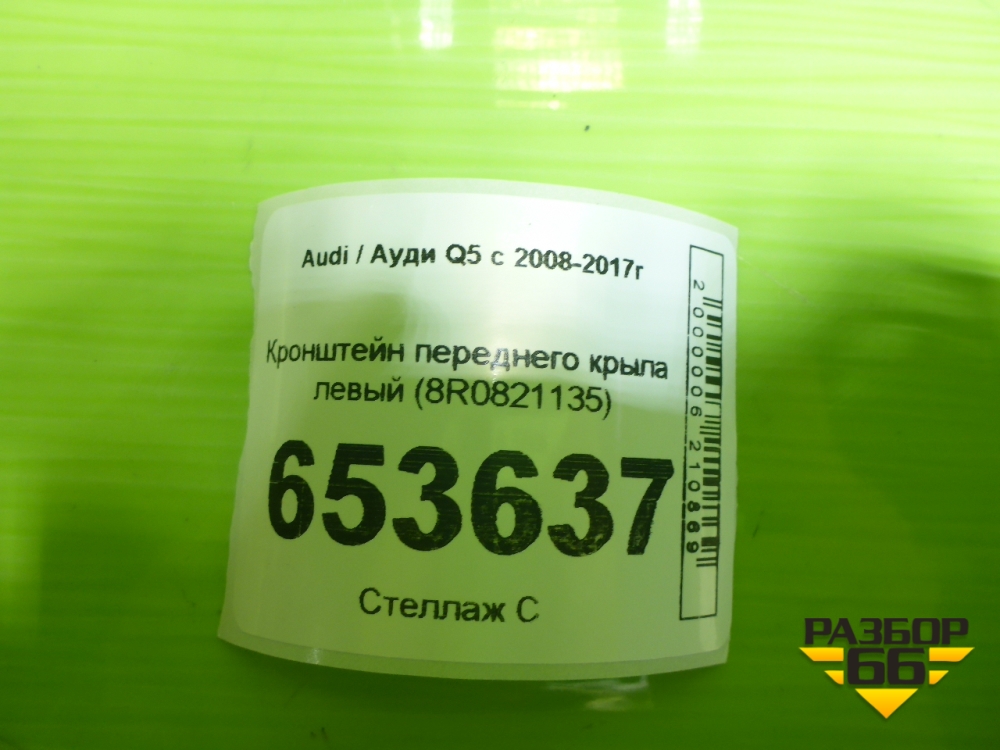 Audi / Ауди Q5 с 2008-2017г
Кронштейн переднего крыла
левый (8R0821135)
653637
Стеллаж С
2000006210869
РАЗБОР
66